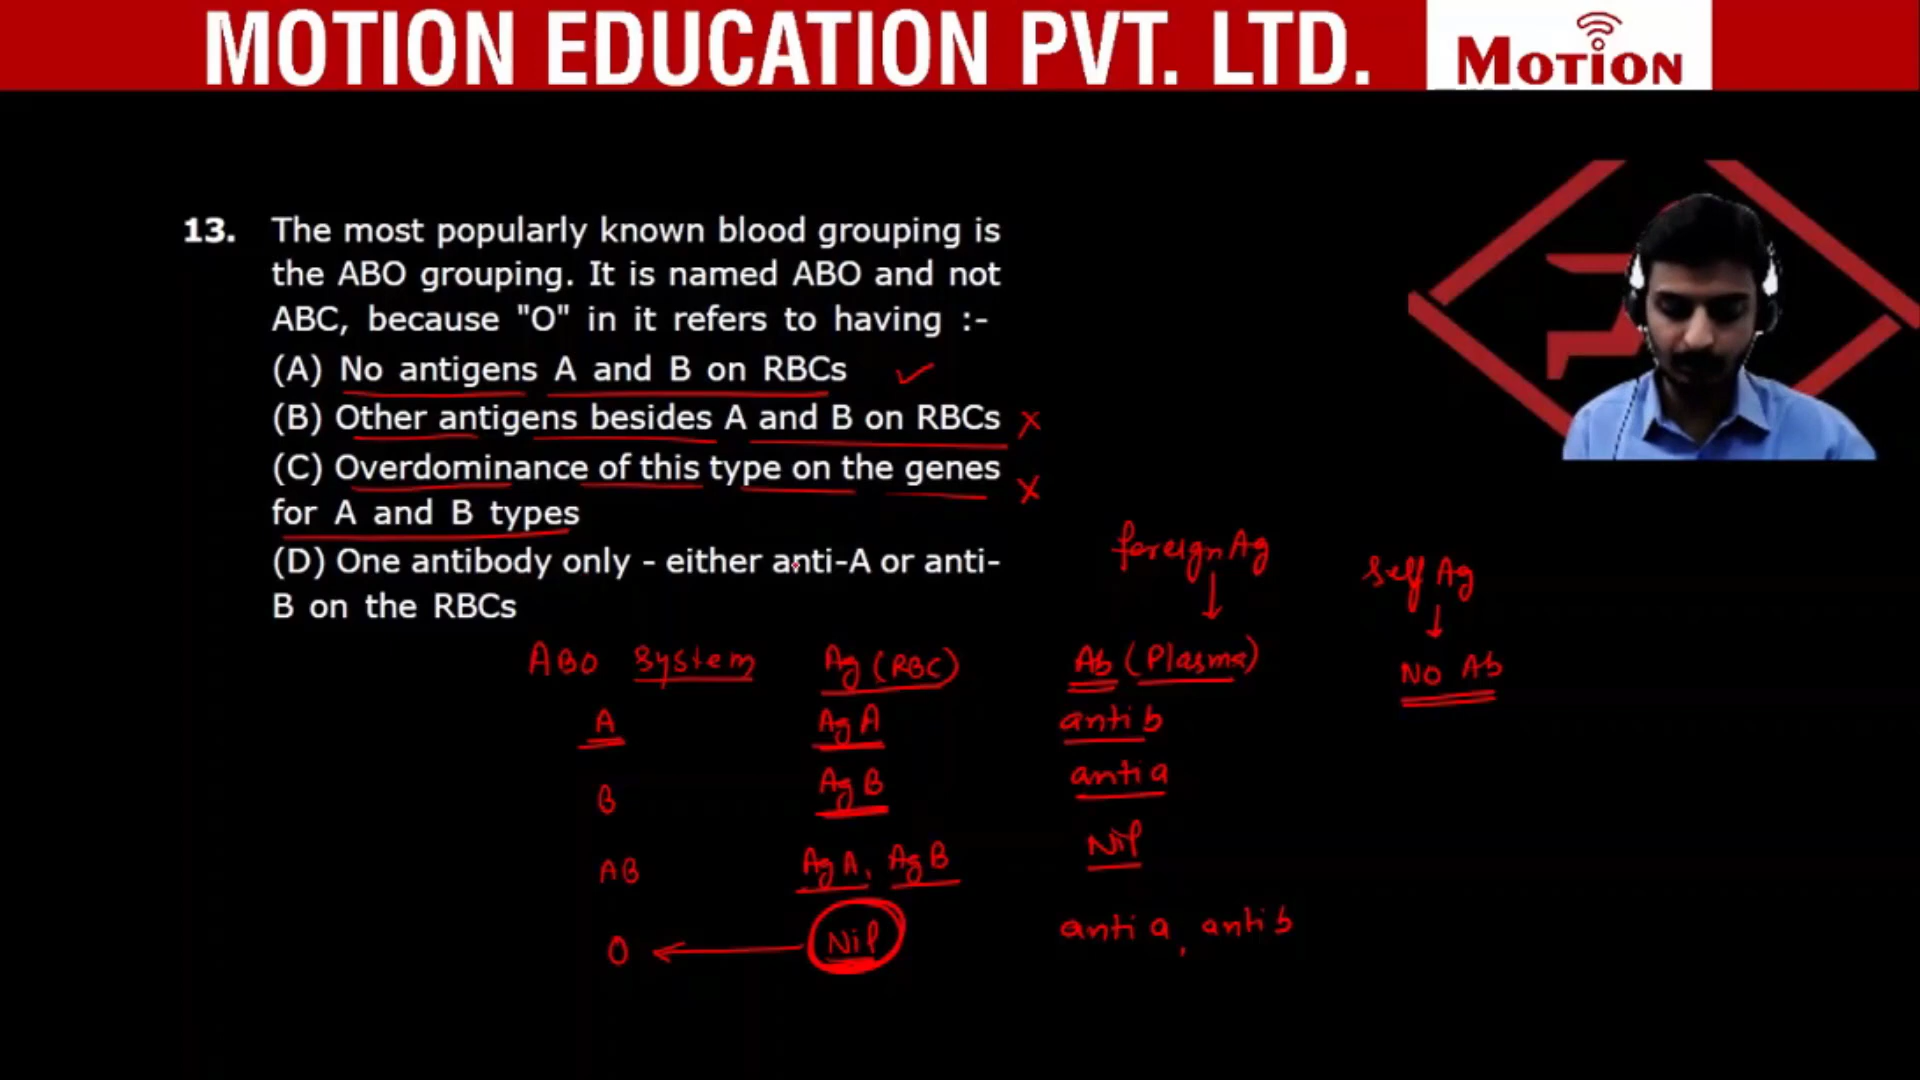 MOTION EDUCATION PVT. LTD.
MOTION
13. The most popularly known blood grouping is
the ABO grouping. It is named ABO and not
ABC, because "O" in it refers to having :-
(A) No antigens A and B on RBCs ✓
(B) Other antigens besides A and B on RBCs x
(C) Overdominance of this type on the genes x
for A and B types
(D) One antibody only - either anti-A or anti-
B on the RBCs
foreign Ag
↓
Self Ag
↓
ABO System Ag (RBC) Ab (Plasma) NO Ab
A Ag A anti b
B Ag B anti a
AB Ag A, Ag B Nil
O ← Nil anti a, anti b